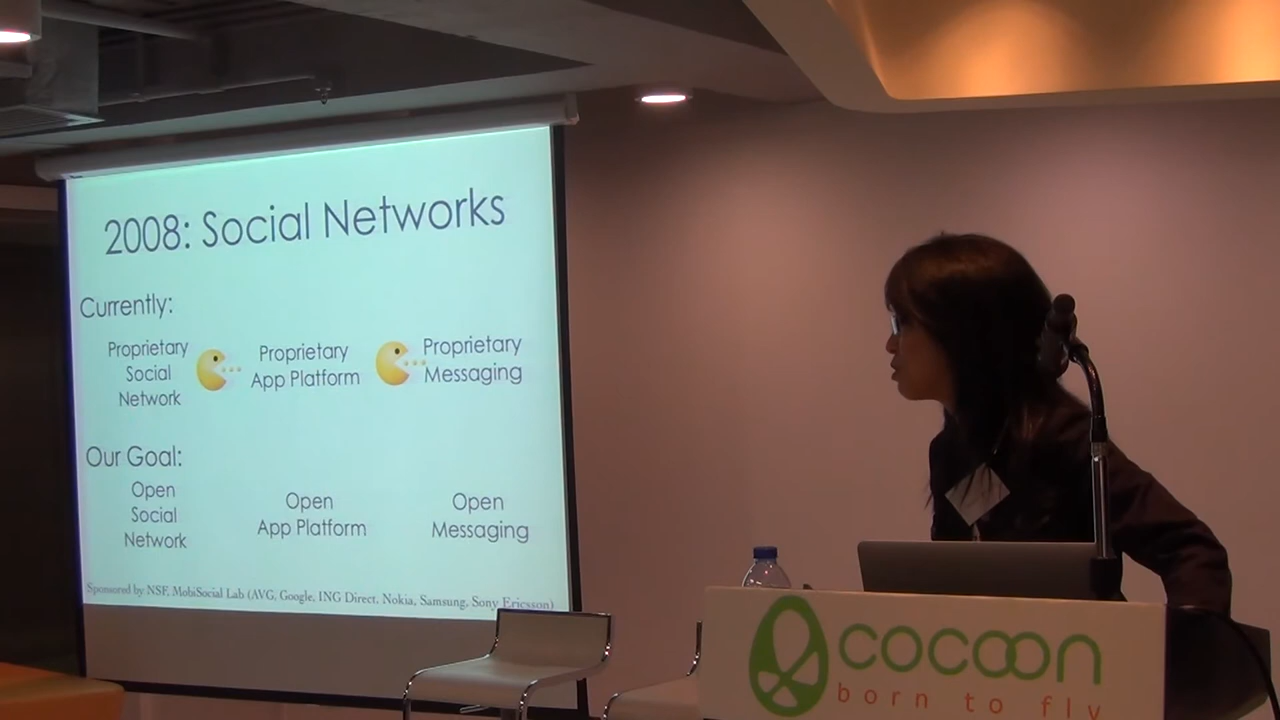 2008: Social Networks
Currently:
Proprietary
Social
Network
Proprietary
App Platform
Proprietary
Messaging
Our Goal:
Open
Social
Network
Open
App Platform
Open
Messaging
Sponsored by NSF, MobiSocial Lab (AVG, Google, ING Direct, Nokia, Samsung, Sony Ericsson)
cocoon
born to fly